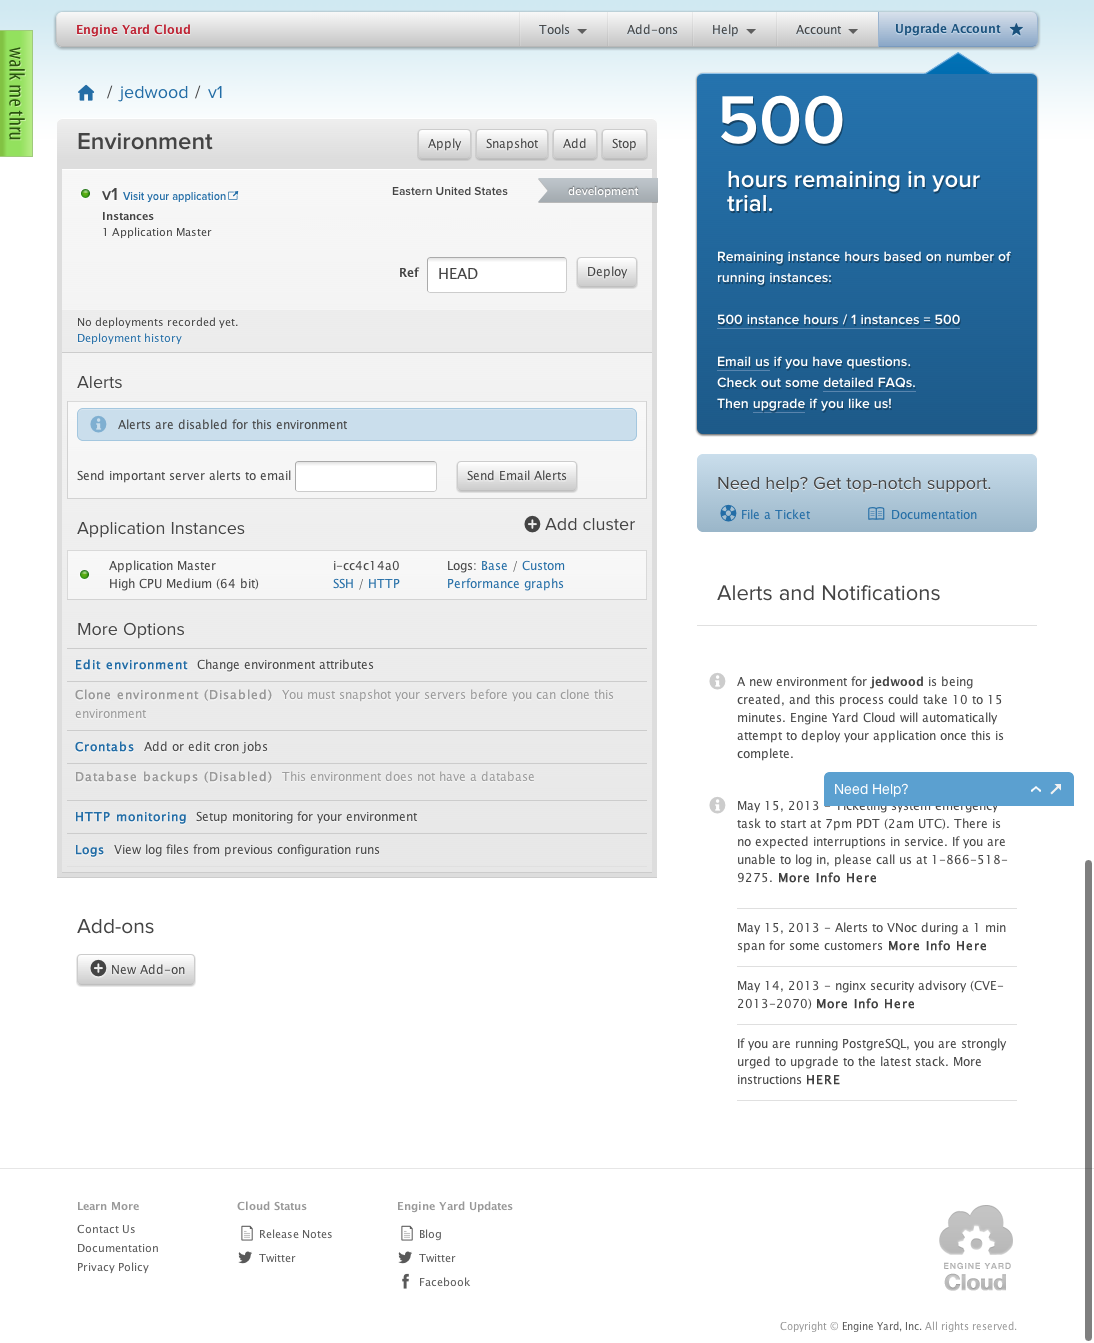 Engine Yard Cloud
Tools
Add-ons
Help
Account
Upgrade Account
walk me thru
/ jedwood / v1
Environment
Apply
Snapshot
Add
Stop
v1 Visit your application
Eastern United States
development
Instances
1 Application Master
Ref
HEAD
Deploy
No deployments recorded yet.
Deployment history
Alerts
Alerts are disabled for this environment
Send important server alerts to email
Send Email Alerts
Application Instances
Add cluster
Application Master
i-cc4c14a0
Logs: Base / Custom
High CPU Medium (64 bit)
SSH / HTTP
Performance graphs
More Options
Edit environment Change environment attributes
Clone environment (Disabled) You must snapshot your servers before you can clone this
environment
Crontabs Add or edit cron jobs
Database backups (Disabled) This environment does not have a database
HTTP monitoring Setup monitoring for your environment
Logs View log files from previous configuration runs
Add-ons
New Add-on
500
hours remaining in your
trial.
Remaining instance hours based on number of
running instances:
500 instance hours / 1 instances = 500
Email us if you have questions.
Check out some detailed FAQs.
Then upgrade if you like us!
Need help? Get top-notch support.
File a Ticket
Documentation
Alerts and Notifications
A new environment for jedwood is being
created, and this process could take 10 to 15
minutes. Engine Yard Cloud will automatically
attempt to deploy your application once this is
complete.
Need Help?
May 15, 2013 - Ticketing system emergency
task to start at 7pm PDT (2am UTC). There is
no expected interruptions in service. If you are
unable to log in, please call us at 1-866-518-
9275. More Info Here
May 15, 2013 - Alerts to VNoc during a 1 min
span for some customers More Info Here
May 14, 2013 - nginx security advisory (CVE-
2013-2070) More Info Here
If you are running PostgreSQL, you are strongly
urged to upgrade to the latest stack. More
instructions HERE
Learn More
Contact Us
Documentation
Privacy Policy
Cloud Status
Release Notes
Twitter
Engine Yard Updates
Blog
Twitter
Facebook
ENGINE YARD
Cloud
Copyright © Engine Yard, Inc. All rights reserved.